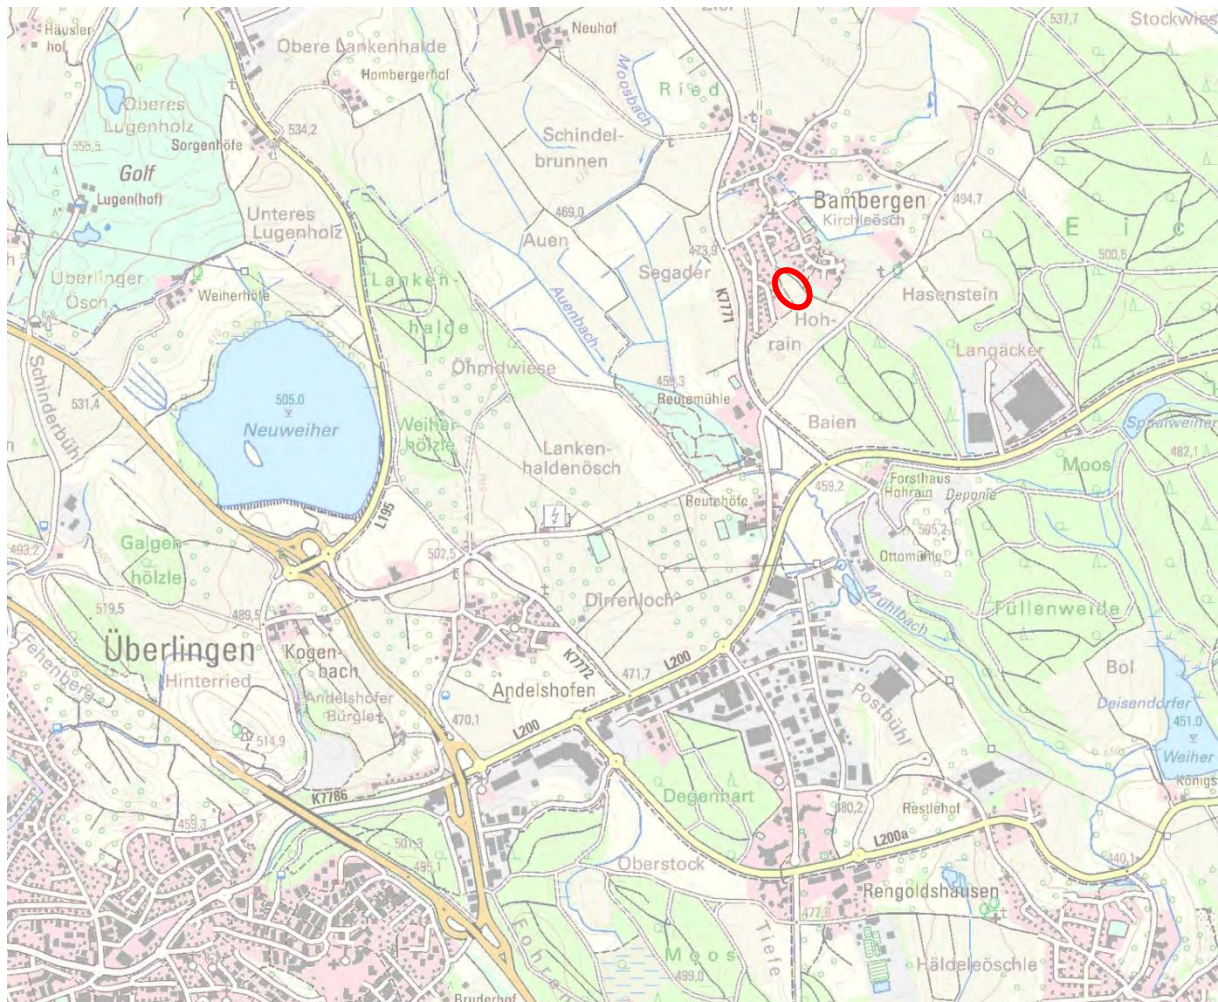 Häusler
hof
Obere Lankenhalde
Hombergerhof
Neuhof
537,7
Stockwies
Oberes
Lugenholz
534,2
Sorgenhöfe
555,5
Golf
Lugen(hof)
Moosbach
Ried
Schindel-
brunnen
Bambergen
Kirchleösch
494,7
Unteres
Lugenholz
469,0
Auen
473,9
Segader
E i c
500,6
Überlinger
Ösch
Weiherhöfe
Lanken-
halde
Auenbach
K7771
Hasenstein
Hoh-
rain
Langäcker
Schinderbühl
531,4
505.0
Neuweiher
Ohmdwiese
459,3
Reutemühle
Baien
Spitalweiher
Weiher-
hölzle
Lanken-
haldenösch
482,1
Moos
459,2
Forsthaus
Hohrain
Deponie
Reutehöfe
505,2
Ottomühle
L195
493,2
Galgen-
hölzle
502,5
519,5
489,5
Dirrenloch
Mühlbach
Füllenweide
Überlingen
Hinterried
Fehenberg
Kogen-
bach
K7772
471,7
L200
Bol
Andelshofer
Bürgle
Andelshofen
Postbühl
Deisendorfer
451.0
Weiher
514,9
470,1
L200
Königs
K7786
Degenhart
480,2
Restlehof
459,3
501,3
495,1
Oberstock
L200a
440,1
Rengoldshausen
477,8
Fohren
Moos
499,0
Tiefe
Häldeleöschle
Bruderhof